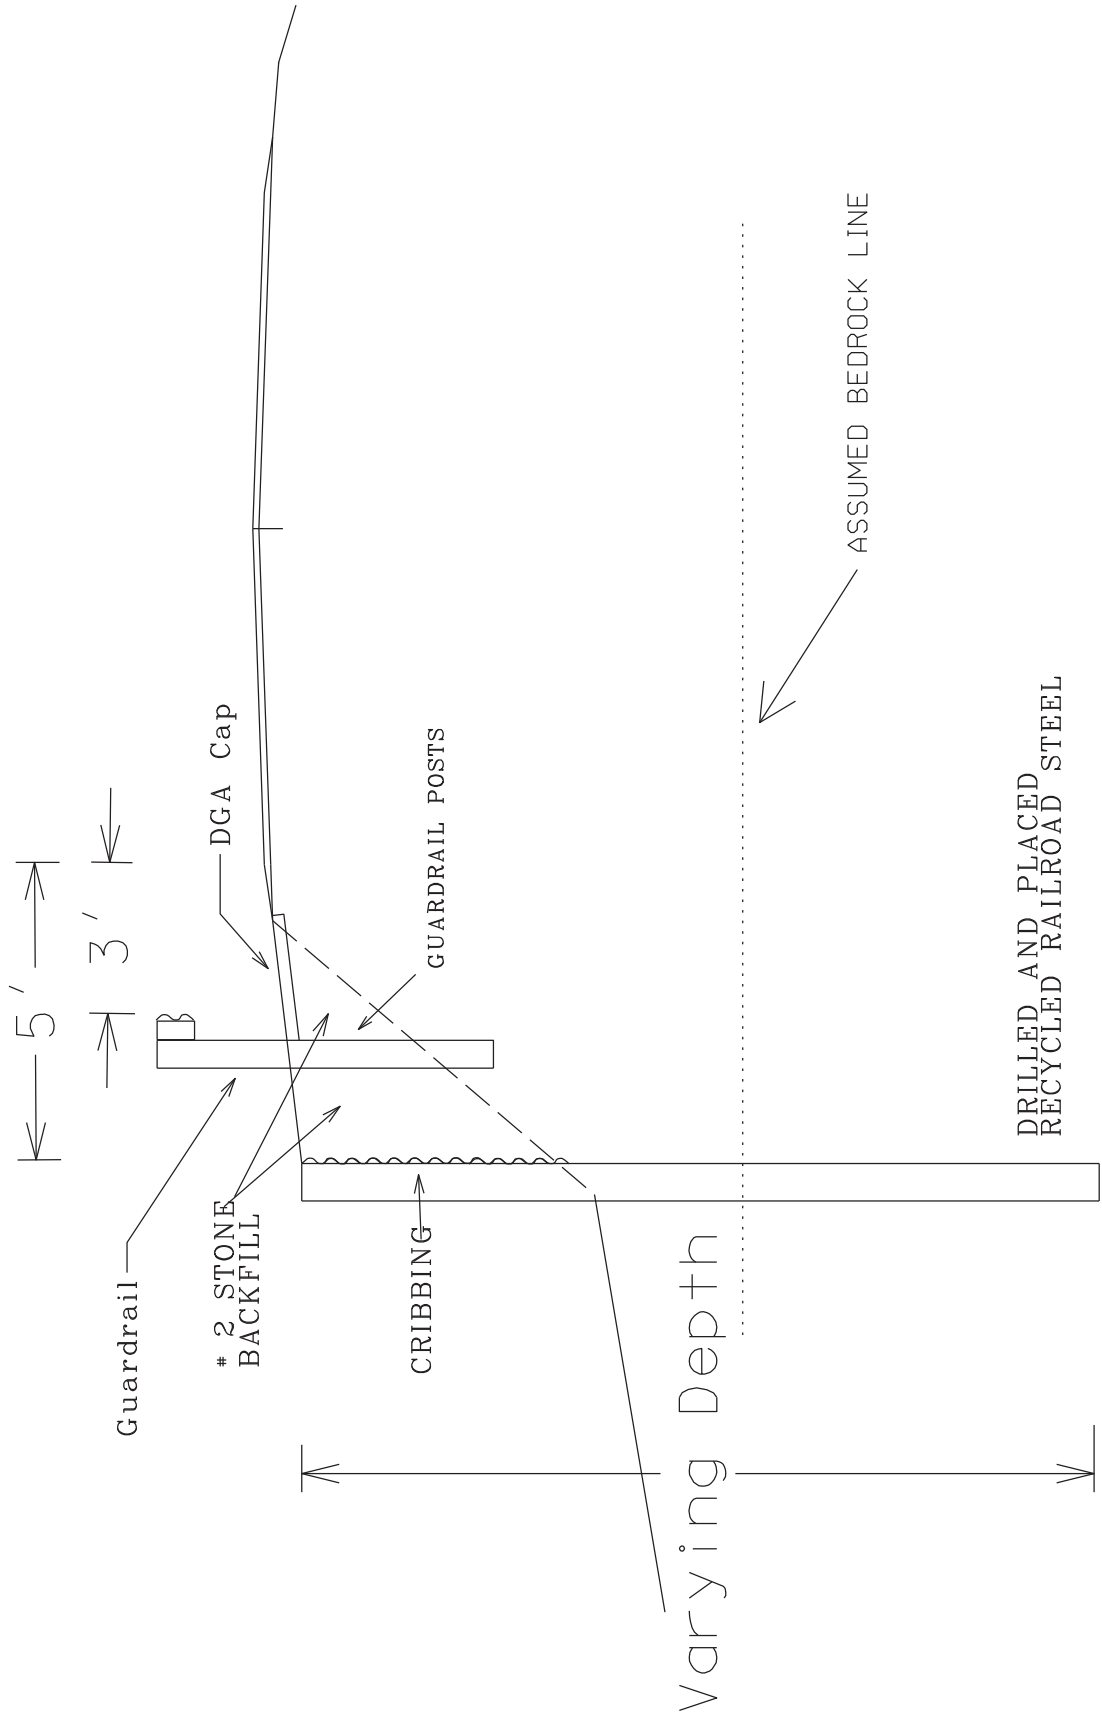 5'
3'
Guardrail
DGA Cap
# 2 STONE
BACKFILL
GUARDRAIL POSTS
CRIBBING
Varying Depth
ASSUMED BEDROCK LINE
DRILLED AND PLACED
RECYCLED RAILROAD STEEL